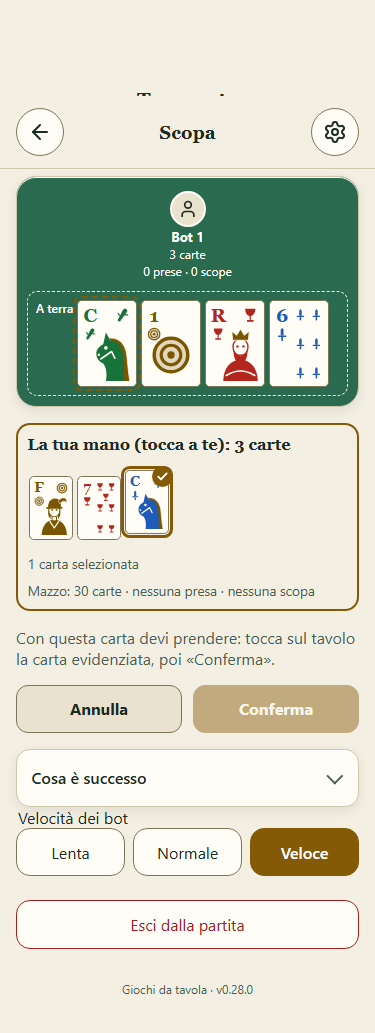 Scopa
Bot 1
3 carte
0 prese · 0 scope
A terra
C
1
R
6
La tua mano (tocca a te): 3 carte
F
7
C
1 carta selezionata
Mazzo: 30 carte · nessuna presa · nessuna scopa
Con questa carta devi prendere: tocca sul tavolo
la carta evidenziata, poi «Conferma».
Annulla
Conferma
Cosa è successo
Velocità dei bot
Lenta
Normale
Veloce
Esci dalla partita
Giochi da tavola · v0.28.0